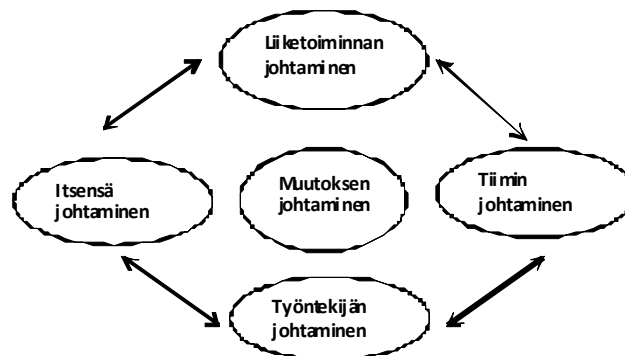 Liiketoiminnan
johtaminen
Itsensä
johtaminen
Muutoksen
johtaminen
Tiimin
johtaminen
Työntekijän
johtaminen